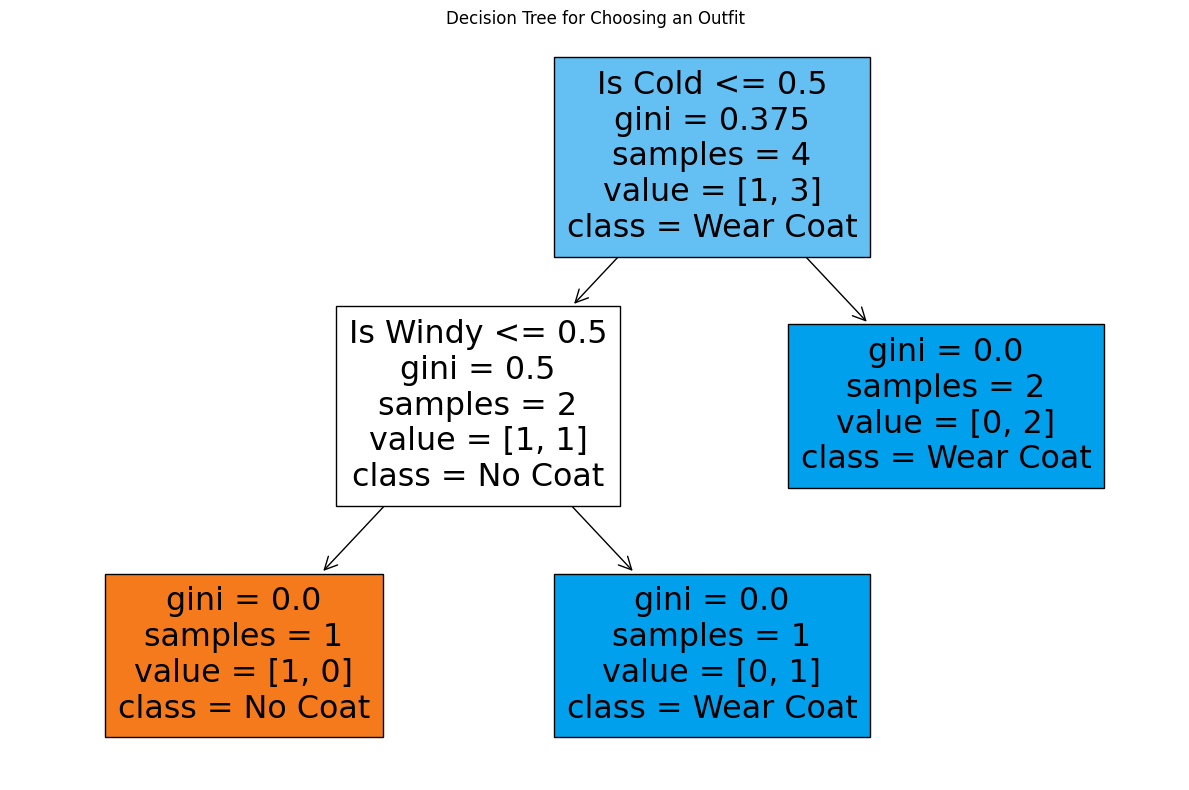 Decision Tree for Choosing an Outfit
Is Cold <= 0.5
gini = 0.375
samples = 4
value = [1, 3]
class = Wear Coat
Is Windy <= 0.5
gini = 0.5
samples = 2
value = [1, 1]
class = No Coat
gini = 0.0
samples = 2
value = [0, 2]
class = Wear Coat
gini = 0.0
samples = 1
value = [1, 0]
class = No Coat
gini = 0.0
samples = 1
value = [0, 1]
class = Wear Coat